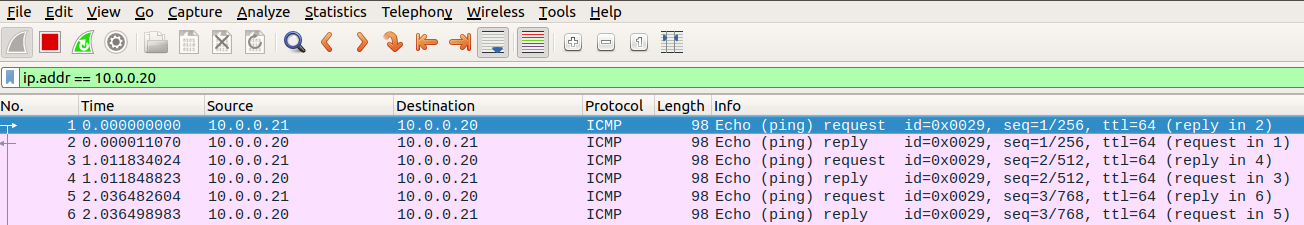 File Edit View Go Capture Analyze Statistics Telephony Wireless Tools Help
ip.addr == 10.0.0.20
No. Time Source Destination Protocol Length Info
1 0.000000000 10.0.0.21 10.0.0.20 ICMP 98 Echo (ping) request id=0x0029, seq=1/256, ttl=64 (reply in 2)
2 0.000011070 10.0.0.20 10.0.0.21 ICMP 98 Echo (ping) reply id=0x0029, seq=1/256, ttl=64 (request in 1)
3 1.011834024 10.0.0.21 10.0.0.20 ICMP 98 Echo (ping) request id=0x0029, seq=2/512, ttl=64 (reply in 4)
4 1.011848823 10.0.0.20 10.0.0.21 ICMP 98 Echo (ping) reply id=0x0029, seq=2/512, ttl=64 (request in 3)
5 2.036482604 10.0.0.21 10.0.0.20 ICMP 98 Echo (ping) request id=0x0029, seq=3/768, ttl=64 (reply in 6)
6 2.036498983 10.0.0.20 10.0.0.21 ICMP 98 Echo (ping) reply id=0x0029, seq=3/768, ttl=64 (request in 5)